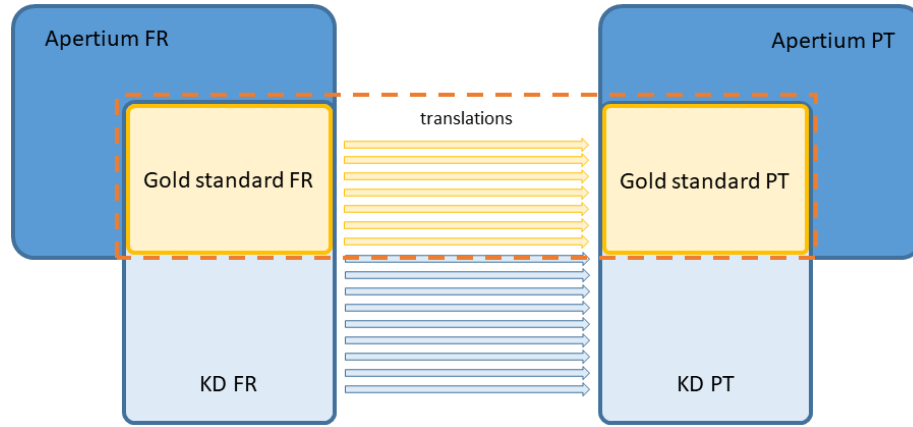 Apertium FR
Apertium PT
translations
Gold standard FR
Gold standard PT
KD FR
KD PT